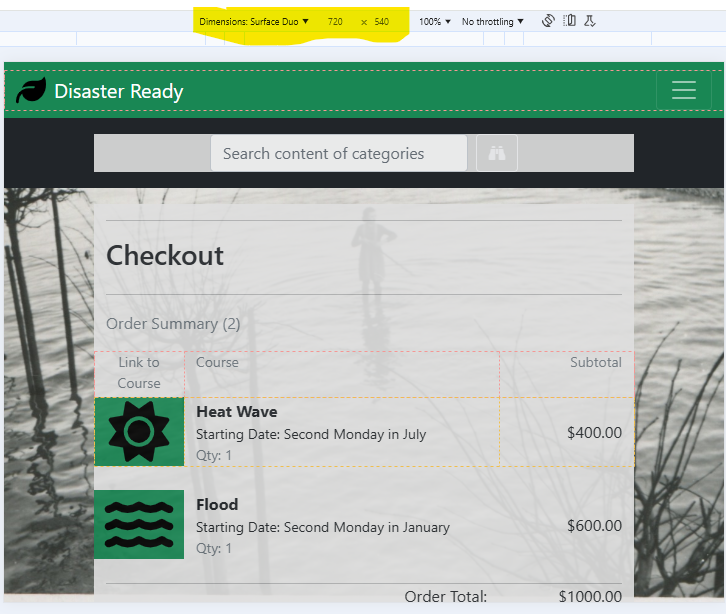 Dimensions: Surface Duo ▼ 720 × 540 100% ▼ No throttling ▼
Disaster Ready
Search content of categories
Checkout
Order Summary (2)
Link to Course
Course
Subtotal
Heat Wave
Starting Date: Second Monday in July
Qty: 1
$400.00
Flood
Starting Date: Second Monday in January
Qty: 1
$600.00
Order Total: $1000.00